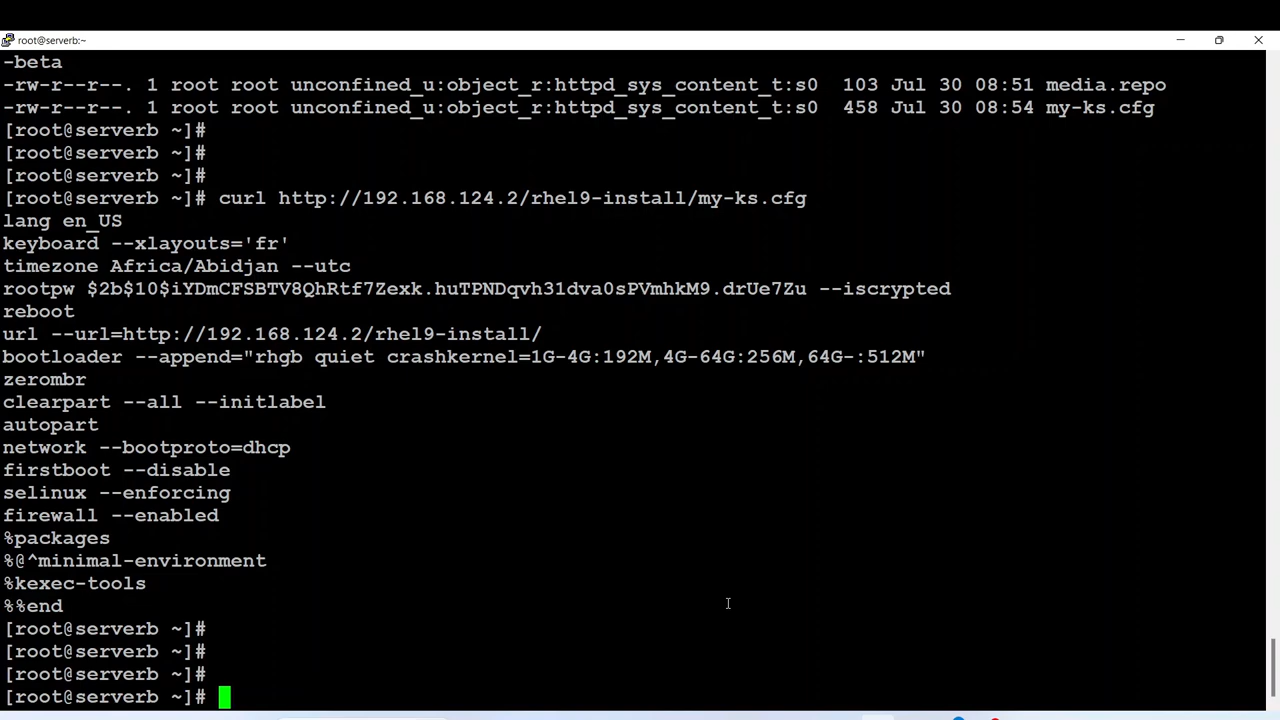 root@serverb:~
-beta
-rw-r--r--. 1 root root unconfined_u:object_r:httpd_sys_content_t:s0  103 Jul 30 08:51 media.repo
-rw-r--r--. 1 root root unconfined_u:object_r:httpd_sys_content_t:s0  458 Jul 30 08:54 my-ks.cfg
[root@serverb ~]#
[root@serverb ~]#
[root@serverb ~]#
[root@serverb ~]# curl http://192.168.124.2/rhel9-install/my-ks.cfg
lang en_US
keyboard --xlayouts='fr'
timezone Africa/Abidjan --utc
rootpw $2b$10$iYDmCFSBTV8QhRtf7Zexk.huTPNDqvh31dva0sPVmhkM9.drUe7Zu --iscrypted
reboot
url --url=http://192.168.124.2/rhel9-install/
bootloader --append="rhgb quiet crashkernel=1G-4G:192M,4G-64G:256M,64G-:512M"
zerombr
clearpart --all --initlabel
autopart
network --bootproto=dhcp
firstboot --disable
selinux --enforcing
firewall --enabled
%packages
%@^minimal-environment
%kexec-tools
%%end
[root@serverb ~]#
[root@serverb ~]#
[root@serverb ~]#
[root@serverb ~]#